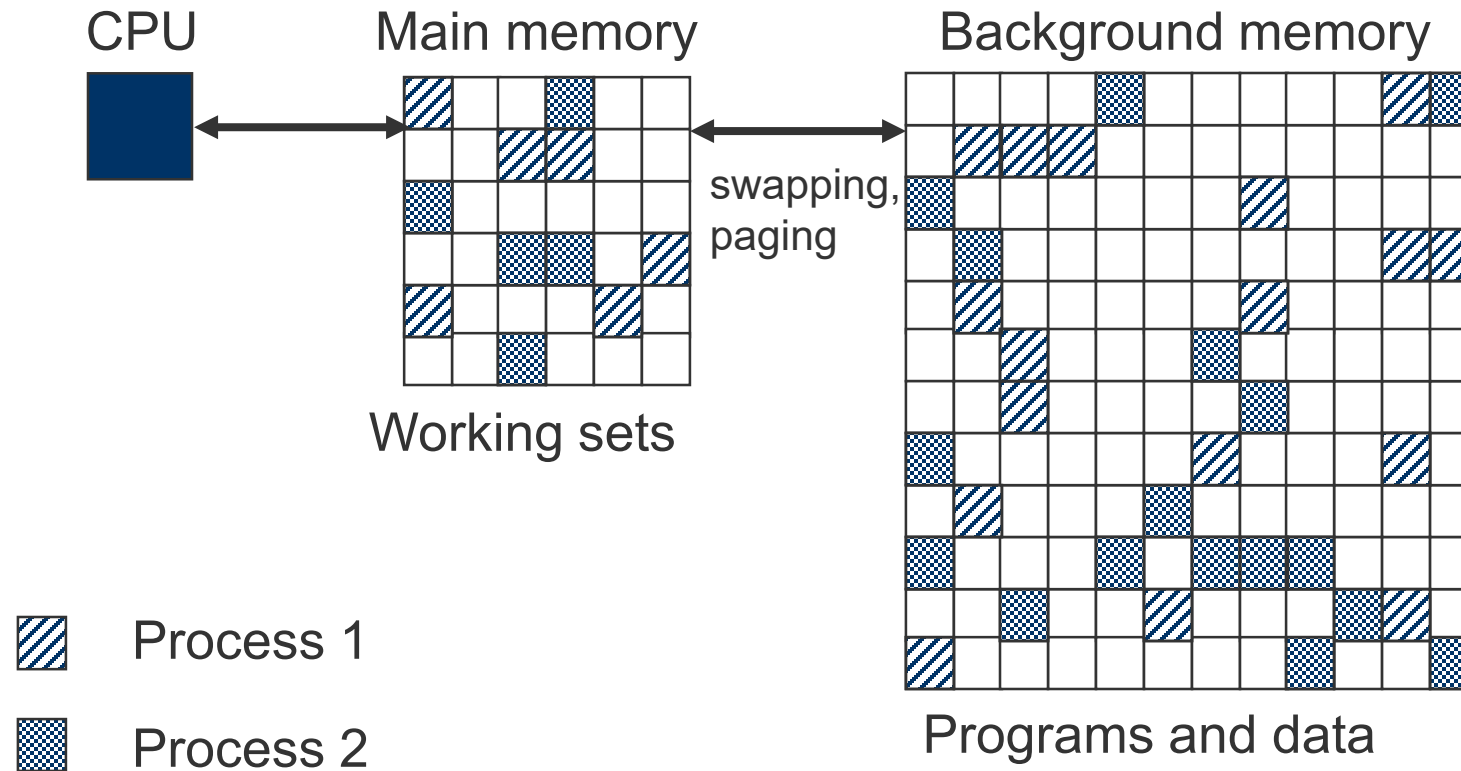 CPU
Main memory
Background memory
swapping,
paging
Working sets
Process 1
Process 2
Programs and data